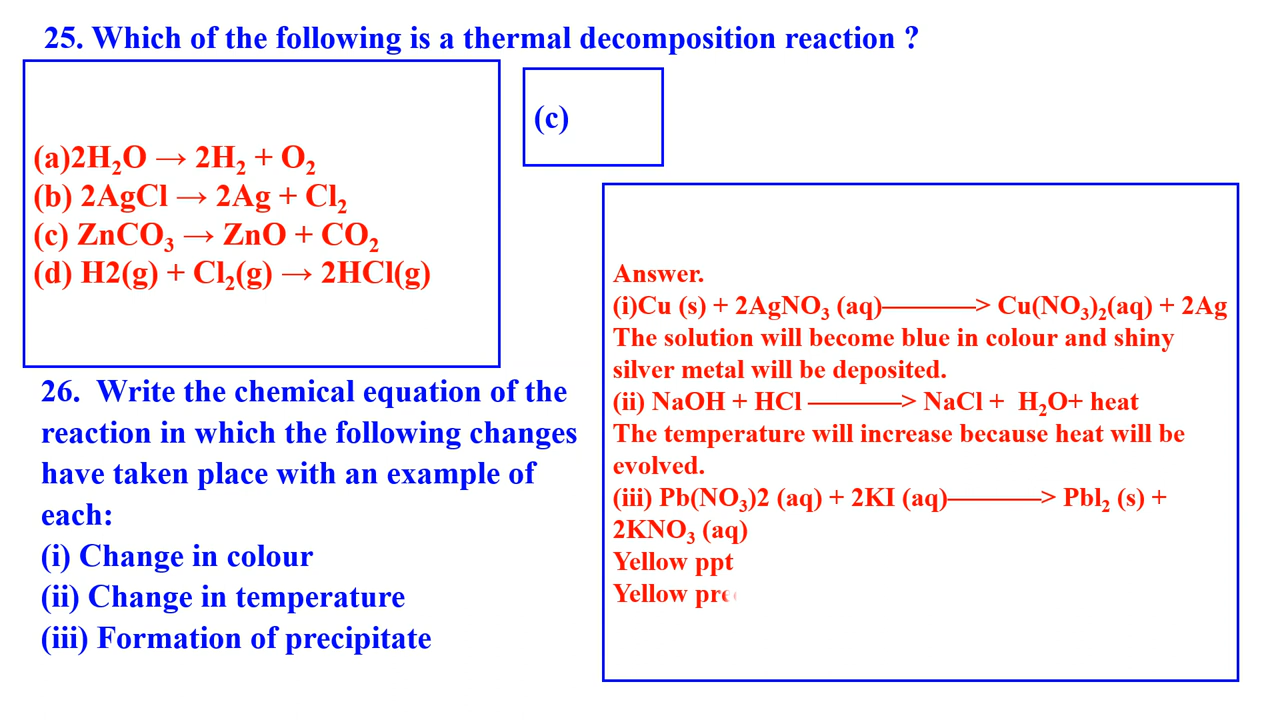 25. Which of the following is a thermal decomposition reaction ?
(a)2H₂O → 2H₂ + O₂
(b) 2AgCl → 2Ag + Cl₂
(c) ZnCO₃ → ZnO + CO₂
(d) H2(g) + Cl₂(g) → 2HCl(g)
(c)
26. Write the chemical equation of the
reaction in which the following changes
have taken place with an example of
each:
(i) Change in colour
(ii) Change in temperature
(iii) Formation of precipitate
Answer.
(i)Cu (s) + 2AgNO₃ (aq)———> Cu(NO₃)₂(aq) + 2Ag
The solution will become blue in colour and shiny
silver metal will be deposited.
(ii) NaOH + HCl ———> NaCl + H₂O+ heat
The temperature will increase because heat will be
evolved.
(iii) Pb(NO₃)2 (aq) + 2KI (aq)———> Pbl₂ (s) +
2KNO₃ (aq)
Yellow ppt
Yellow